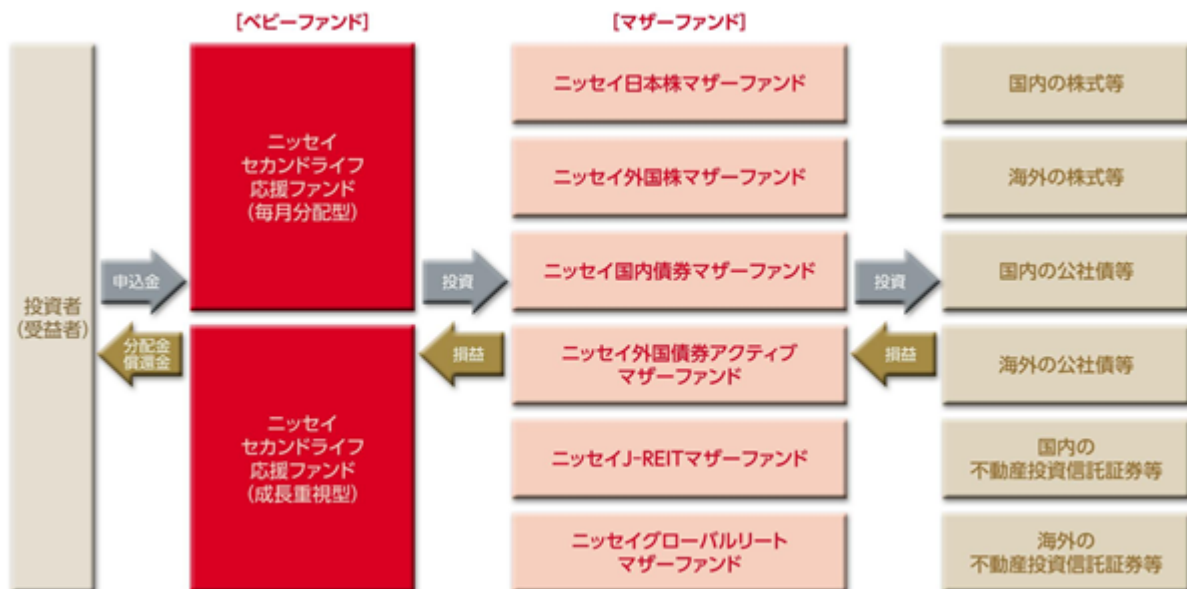 [ベビーファンド]
[マザーファンド]
投資者
(受益者)
申込金
分配金
償還金
ニッセイ
セカンドライフ
応援ファンド
(毎月分配型)
ニッセイ
セカンドライフ
応援ファンド
(成長重視型)
投資
損益
ニッセイ日本株マザーファンド
ニッセイ外国株マザーファンド
ニッセイ国内債券マザーファンド
ニッセイ外国債券アクティブ
マザーファンド
ニッセイJ-REITマザーファンド
ニッセイグローバルリート
マザーファンド
投資
損益
国内の株式等
海外の株式等
国内の公社債等
海外の公社債等
国内の
不動産投資信託証券等
海外の
不動産投資信託証券等